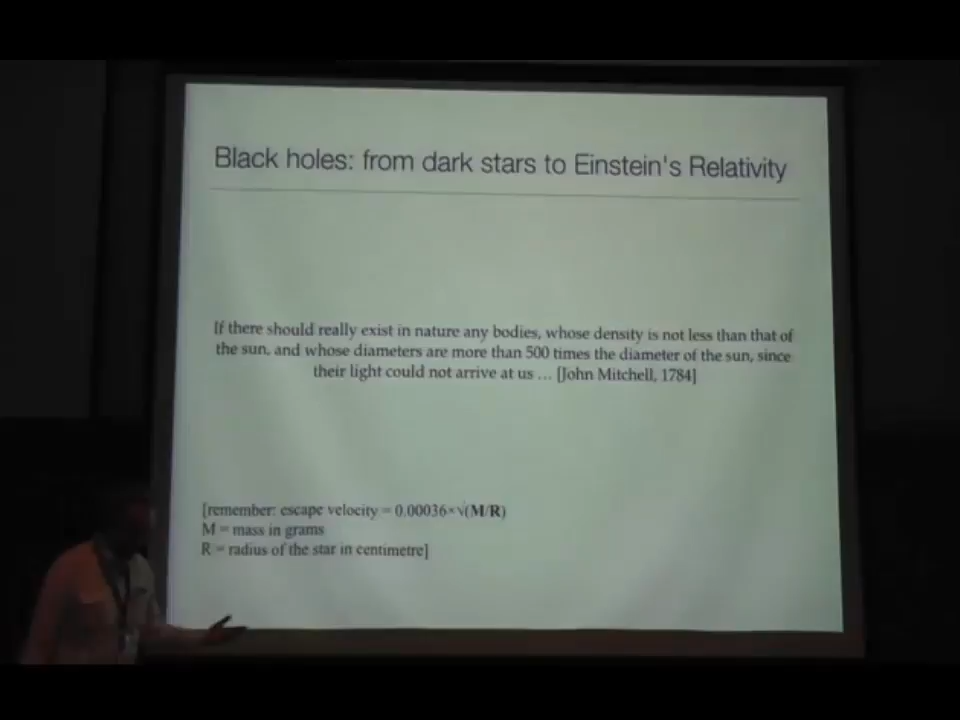 Black holes: from dark stars to Einstein's Relativity
If there should really exist in nature any bodies, whose density is not less than that of
the sun, and whose diameters are more than 500 times the diameter of the sun, since
their light could not arrive at us ... [John Mitchell, 1784]
[remember: escape velocity = 0.00036×√(M/R)
M = mass in grams
R = radius of the star in centimetre]